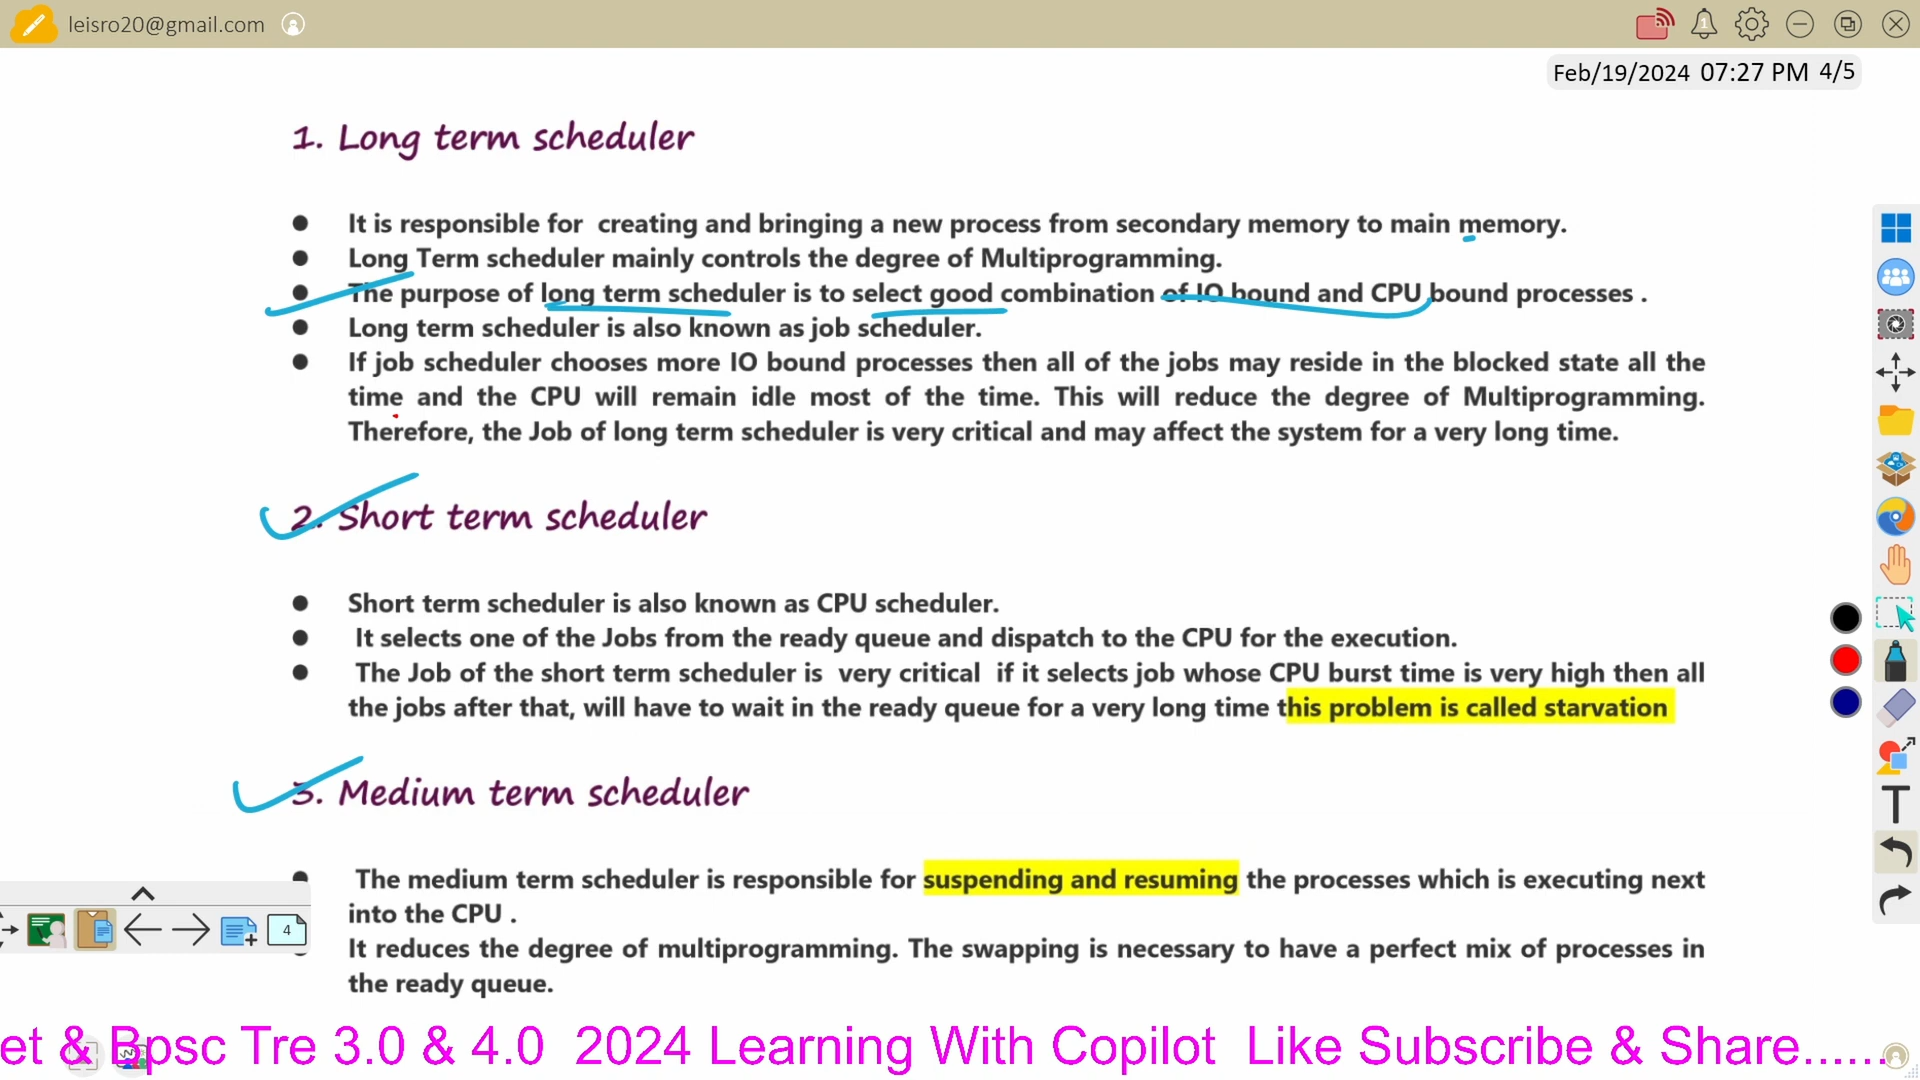 leisro20@gmail.com
1
Feb/19/2024 07:27 PM 4/5
1. Long term scheduler
● It is responsible for creating and bringing a new process from secondary memory to main memory.
● Long Term scheduler mainly controls the degree of Multiprogramming.
● The purpose of long term scheduler is to select good combination of IO bound and CPU bound processes .
● Long term scheduler is also known as job scheduler.
● If job scheduler chooses more IO bound processes then all of the jobs may reside in the blocked state all the
time and the CPU will remain idle most of the time. This will reduce the degree of Multiprogramming.
Therefore, the Job of long term scheduler is very critical and may affect the system for a very long time.
2. Short term scheduler
● Short term scheduler is also known as CPU scheduler.
● It selects one of the Jobs from the ready queue and dispatch to the CPU for the execution.
● The Job of the short term scheduler is very critical if it selects job whose CPU burst time is very high then all
the jobs after that, will have to wait in the ready queue for a very long time this problem is called starvation
3. Medium term scheduler
● The medium term scheduler is responsible for suspending and resuming the processes which is executing next
into the CPU .
It reduces the degree of multiprogramming. The swapping is necessary to have a perfect mix of processes in
the ready queue.
4
T
et & Bpsc Tre 3.0 & 4.0 2024 Learning With Copilot Like Subscribe & Share......